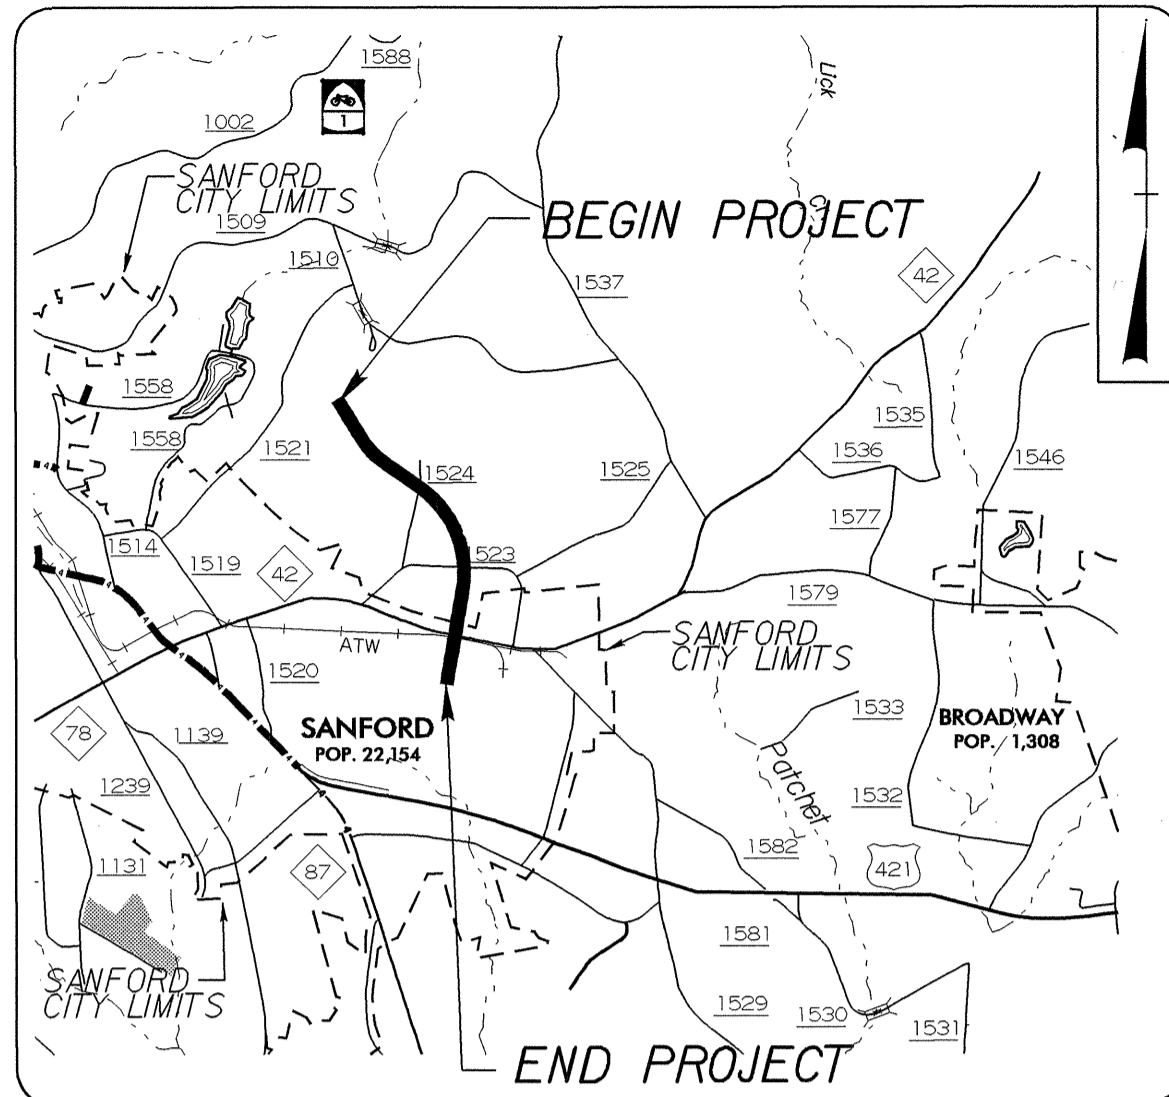 1588
Lick
1
1002
SANFORD
CITY LIMITS
Cr.
1509
BEGIN PROJECT
1510
1537
42
1558
1535
1558
1521
1524
1525
1536
1546
1577
1514
1523
1519
42
1579
ATW
SANFORD
CITY LIMITS
1520
1533
78
1139
SANFORD
POP. 22,154
BROADWAY
POP. 1,308
1239
Patchet
1532
1582
1131
87
421
1581
SANFORD
CITY LIMITS
1529
1530
1531
END PROJECT